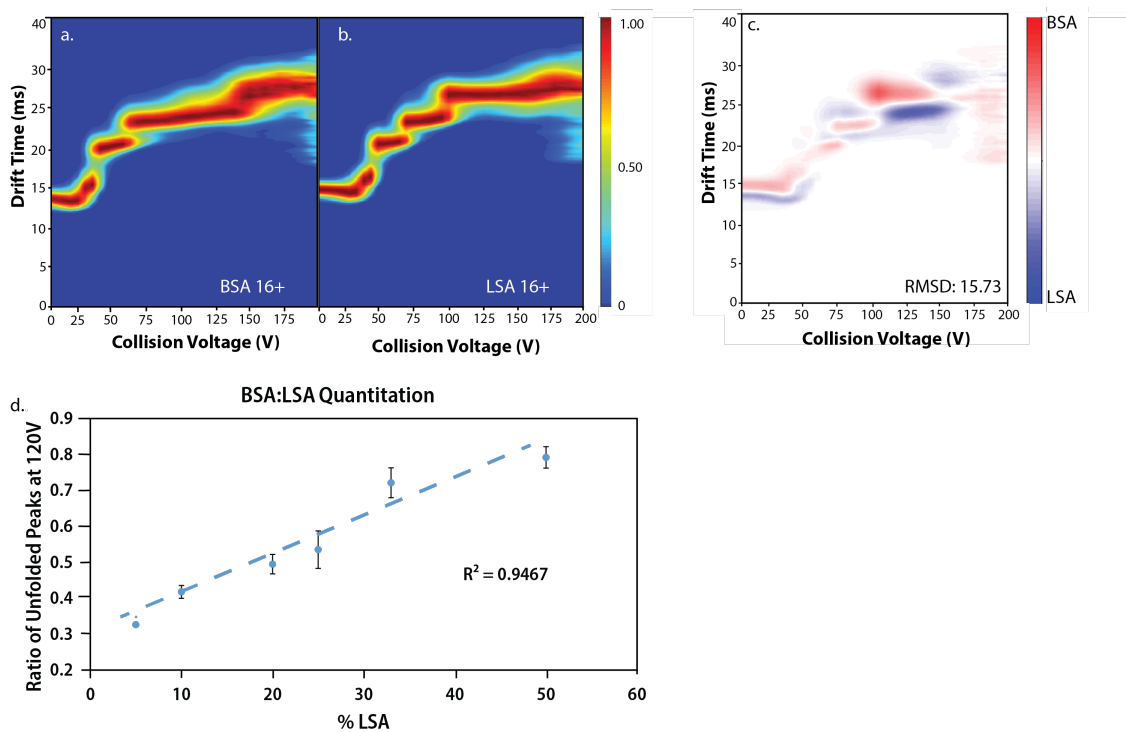 a.
b.
c.
40
30
25
20
15
10
5
0
Drift Time (ms)
BSA 16+
LSA 16+
0 25 50 75 100 125 150 175
0 25 50 75 100 125 150 175 200
Collision Voltage (V)
Collision Voltage (V)
1.00
0.50
0
40
30
25
20
15
10
5
0
Drift Time (ms)
RMSD: 15.73
0 25 50 75 100 125 150 175 200
Collision Voltage (V)
BSA
LSA
d.
BSA:LSA Quantitation
Ratio of Unfolded Peaks at 120V
0.9
0.8
0.7
0.6
0.5
0.4
0.3
0.2
R² = 0.9467
0 10 20 30 40 50 60
% LSA